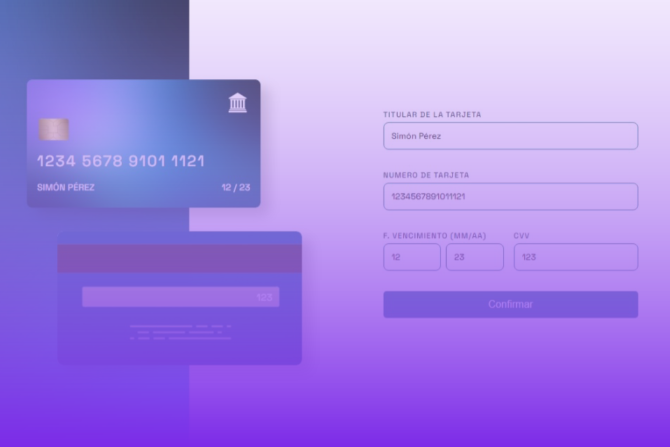 1234 5678 9101 1121
SIMÓN PÉREZ
12 / 23
123
TITULAR DE LA TARJETA
Simón Pérez
NUMERO DE TARJETA
1234567891011121
F. VENCIMIENTO (MM/AA)
CVV
12
23
123
Confirmar